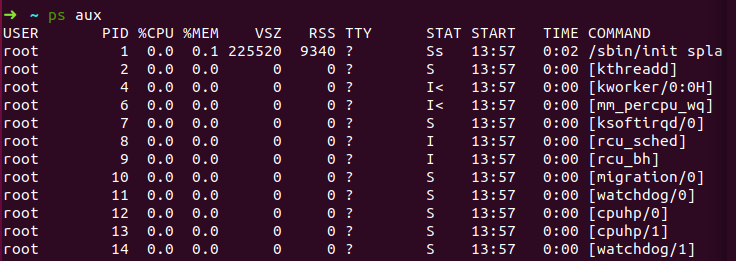 ➜ ~ ps aux
USER PID %CPU %MEM VSZ RSS TTY STAT START TIME COMMAND
root 1 0.0 0.1 225520 9340 ? Ss 13:57 0:02 /sbin/init spla
root 2 0.0 0.0 0 0 ? S 13:57 0:00 [kthreadd]
root 4 0.0 0.0 0 0 ? I< 13:57 0:00 [kworker/0:0H]
root 6 0.0 0.0 0 0 ? I< 13:57 0:00 [mm_percpu_wq]
root 7 0.0 0.0 0 0 ? S 13:57 0:00 [ksoftirqd/0]
root 8 0.0 0.0 0 0 ? I 13:57 0:00 [rcu_sched]
root 9 0.0 0.0 0 0 ? I 13:57 0:00 [rcu_bh]
root 10 0.0 0.0 0 0 ? S 13:57 0:00 [migration/0]
root 11 0.0 0.0 0 0 ? S 13:57 0:00 [watchdog/0]
root 12 0.0 0.0 0 0 ? S 13:57 0:00 [cpuhp/0]
root 13 0.0 0.0 0 0 ? S 13:57 0:00 [cpuhp/1]
root 14 0.0 0.0 0 0 ? S 13:57 0:00 [watchdog/1]